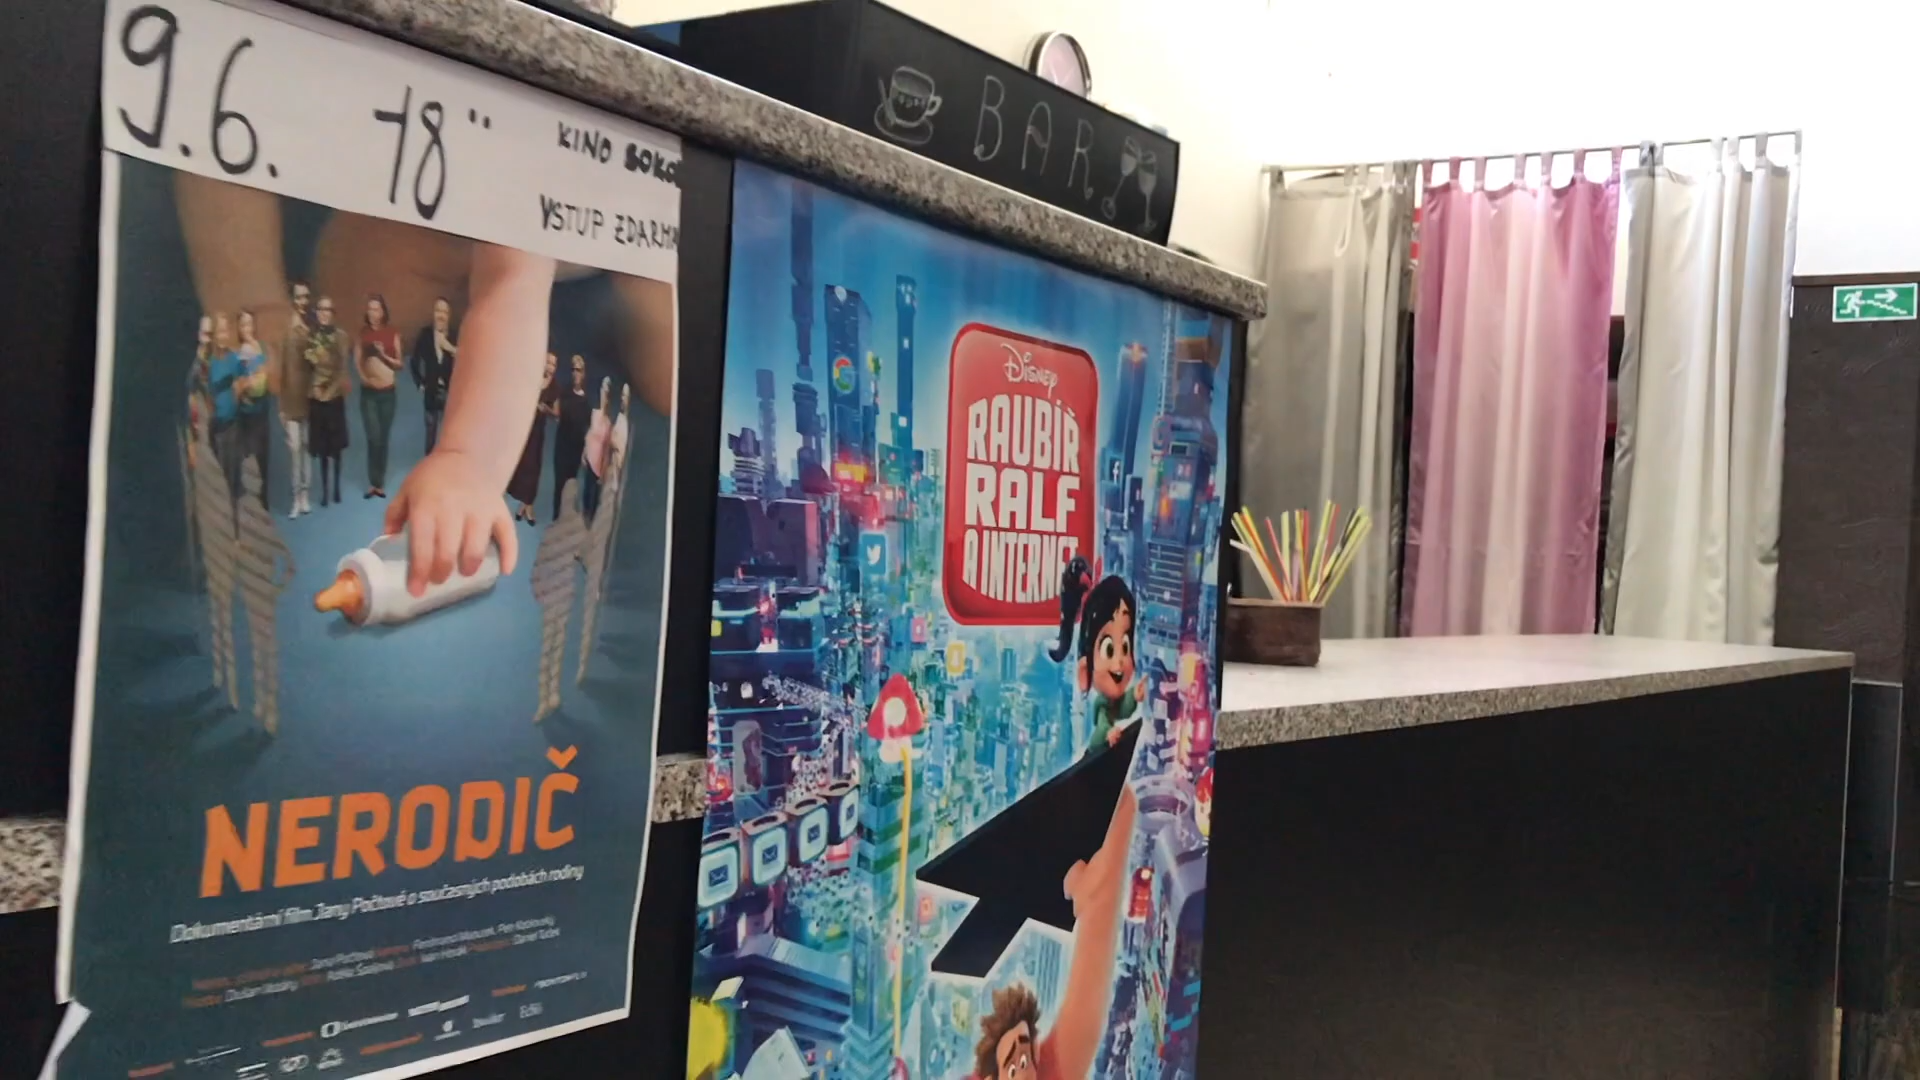 9.6. 18°°
KINO SOKO
VSTUP ZDARMA
BAR
DISNEY
RAUBÍŘ
RALF
A INTERNET
NERODIČ
Dokumentární film Jany Počtové o současných podobách rodiny